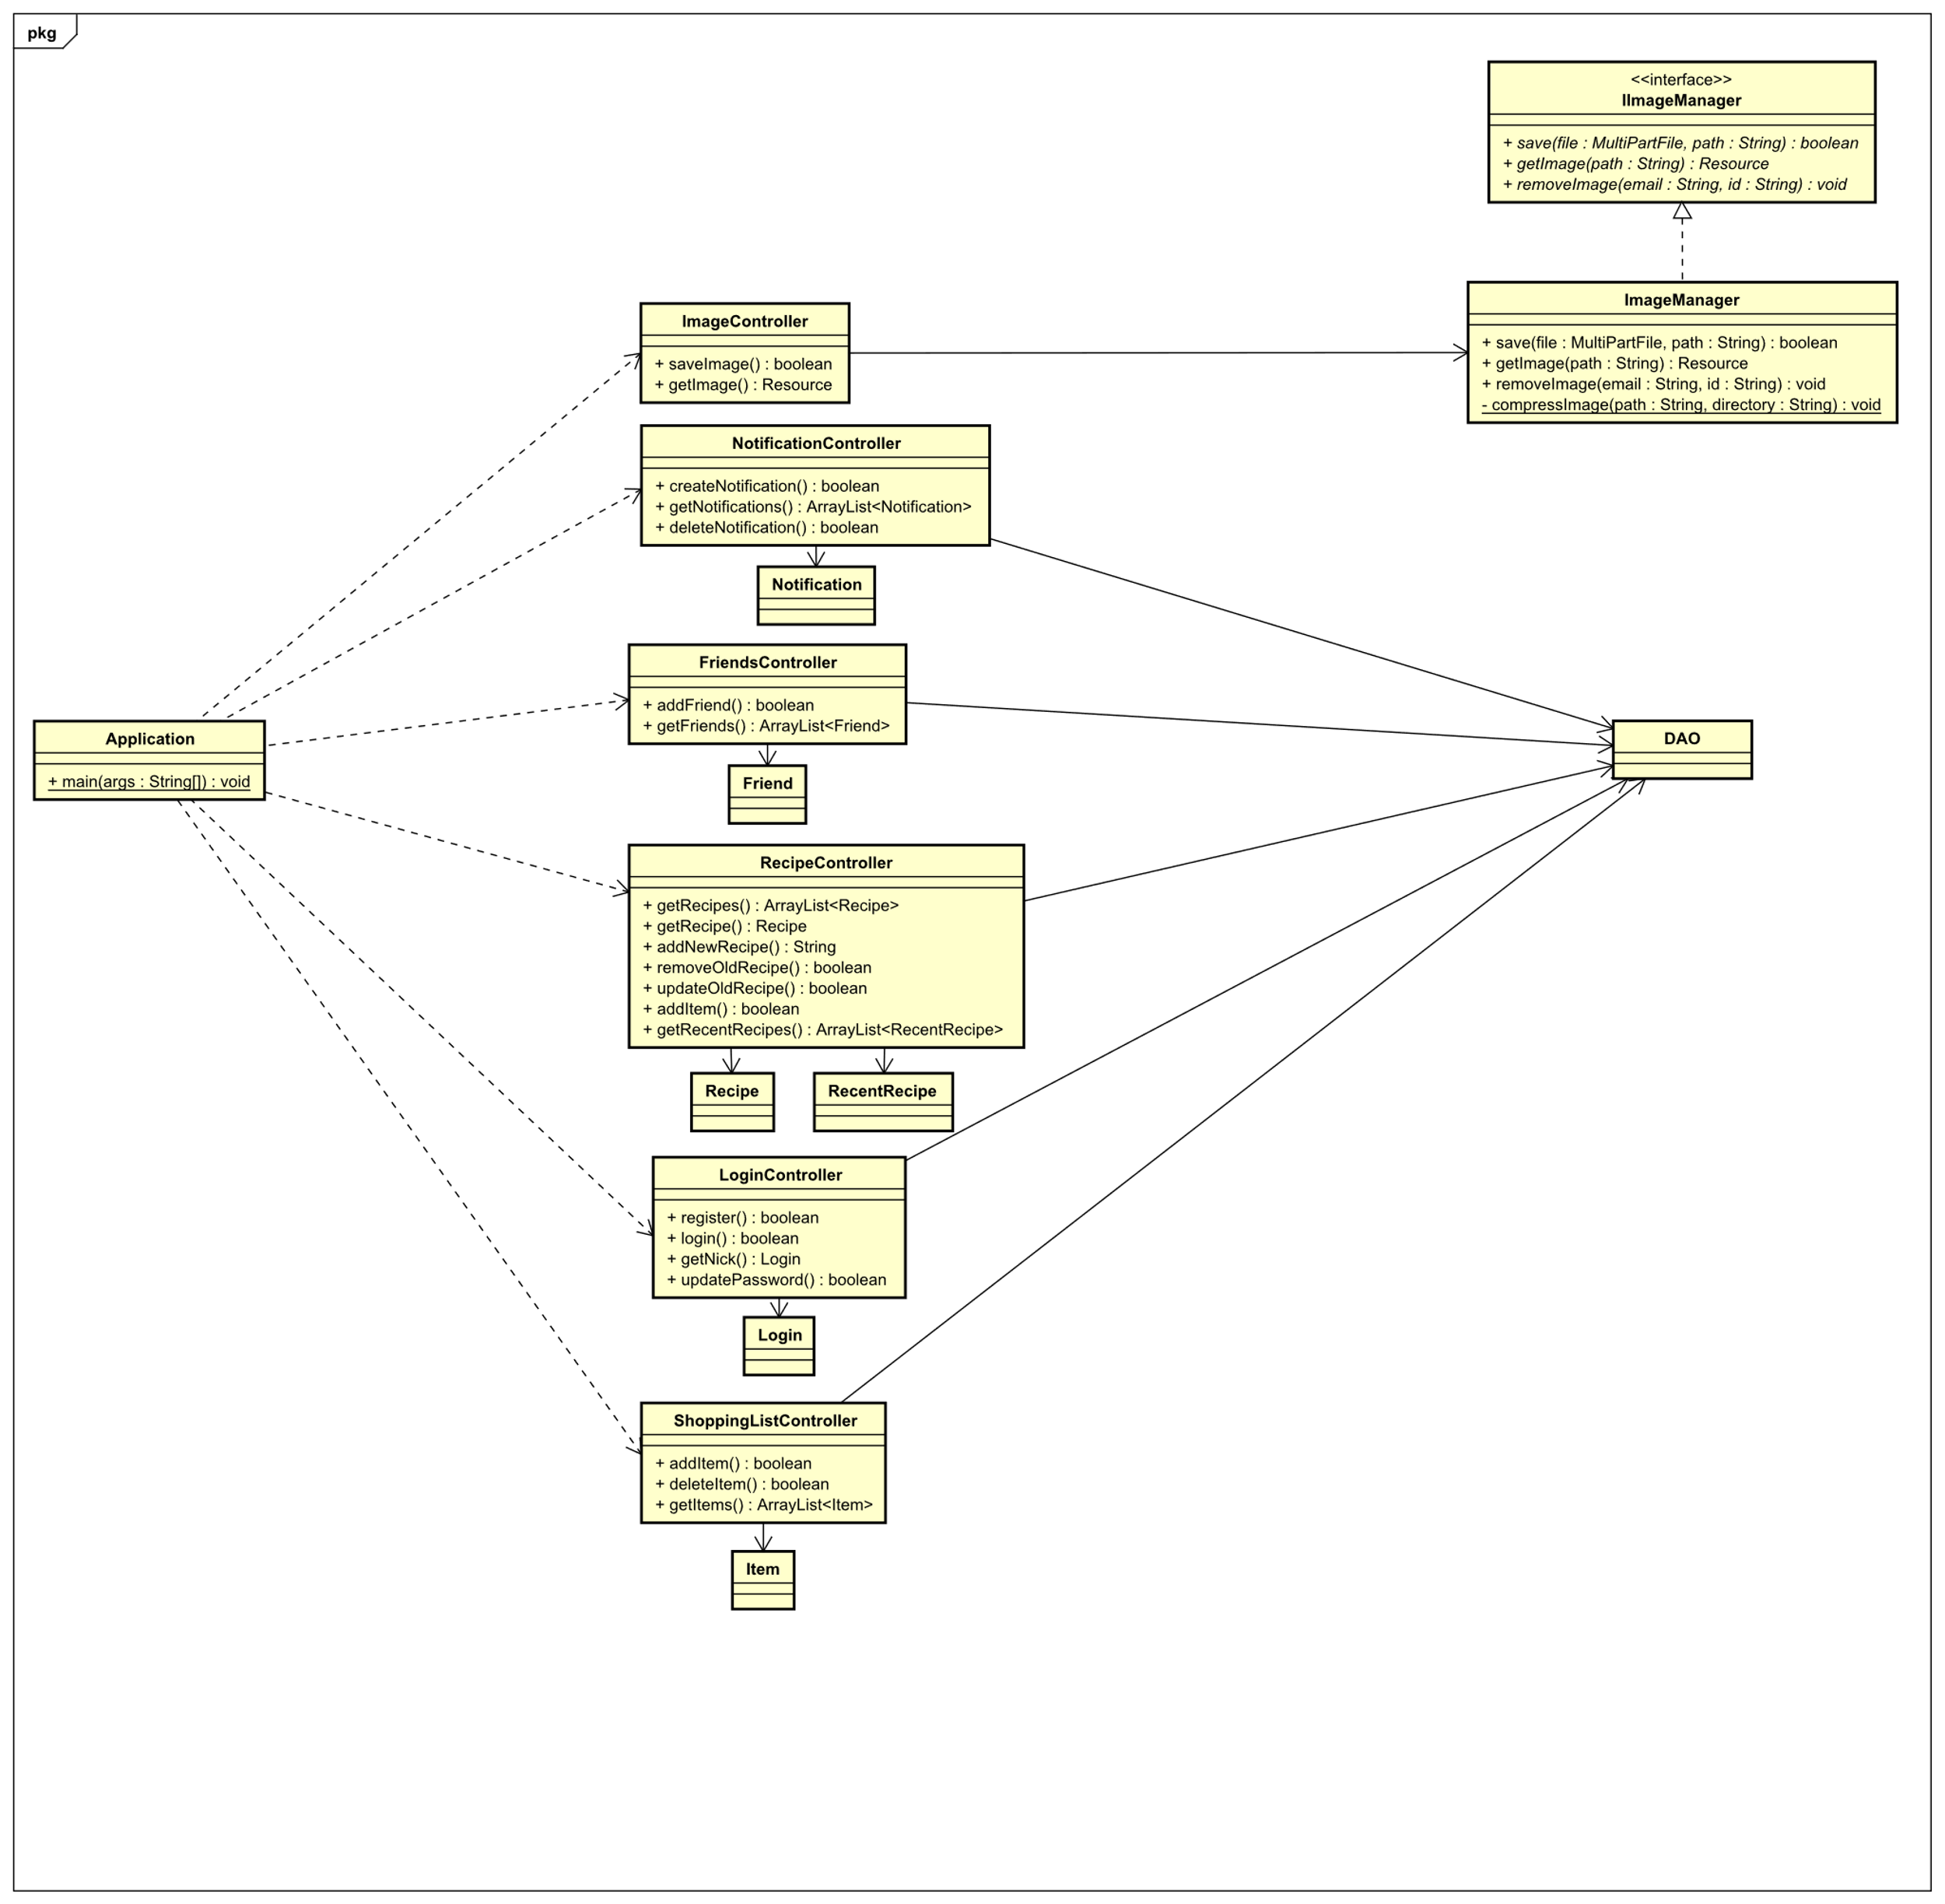 pkg
<<interface>>
IImageManager
+ save(file : MultiPartFile, path : String) : boolean
+ getImage(path : String) : Resource
+ removeImage(email : String, id : String) : void
ImageManager
+ save(file : MultiPartFile, path : String) : boolean
+ getImage(path : String) : Resource
+ removeImage(email : String, id : String) : void
- compressImage(path : String, directory : String) : void
ImageController
+ saveImage() : boolean
+ getImage() : Resource
NotificationController
+ createNotification() : boolean
+ getNotifications() : ArrayList<Notification>
+ deleteNotification() : boolean
Notification
FriendsController
+ addFriend() : boolean
+ getFriends() : ArrayList<Friend>
Friend
Application
+ main(args : String[]) : void
DAO
RecipeController
+ getRecipes() : ArrayList<Recipe>
+ getRecipe() : Recipe
+ addNewRecipe() : String
+ removeOldRecipe() : boolean
+ updateOldRecipe() : boolean
+ addItem() : boolean
+ getRecentRecipes() : ArrayList<RecentRecipe>
Recipe
RecentRecipe
LoginController
+ register() : boolean
+ login() : boolean
+ getNick() : Login
+ updatePassword() : boolean
Login
ShoppingListController
+ addItem() : boolean
+ deleteItem() : boolean
+ getItems() : ArrayList<Item>
Item